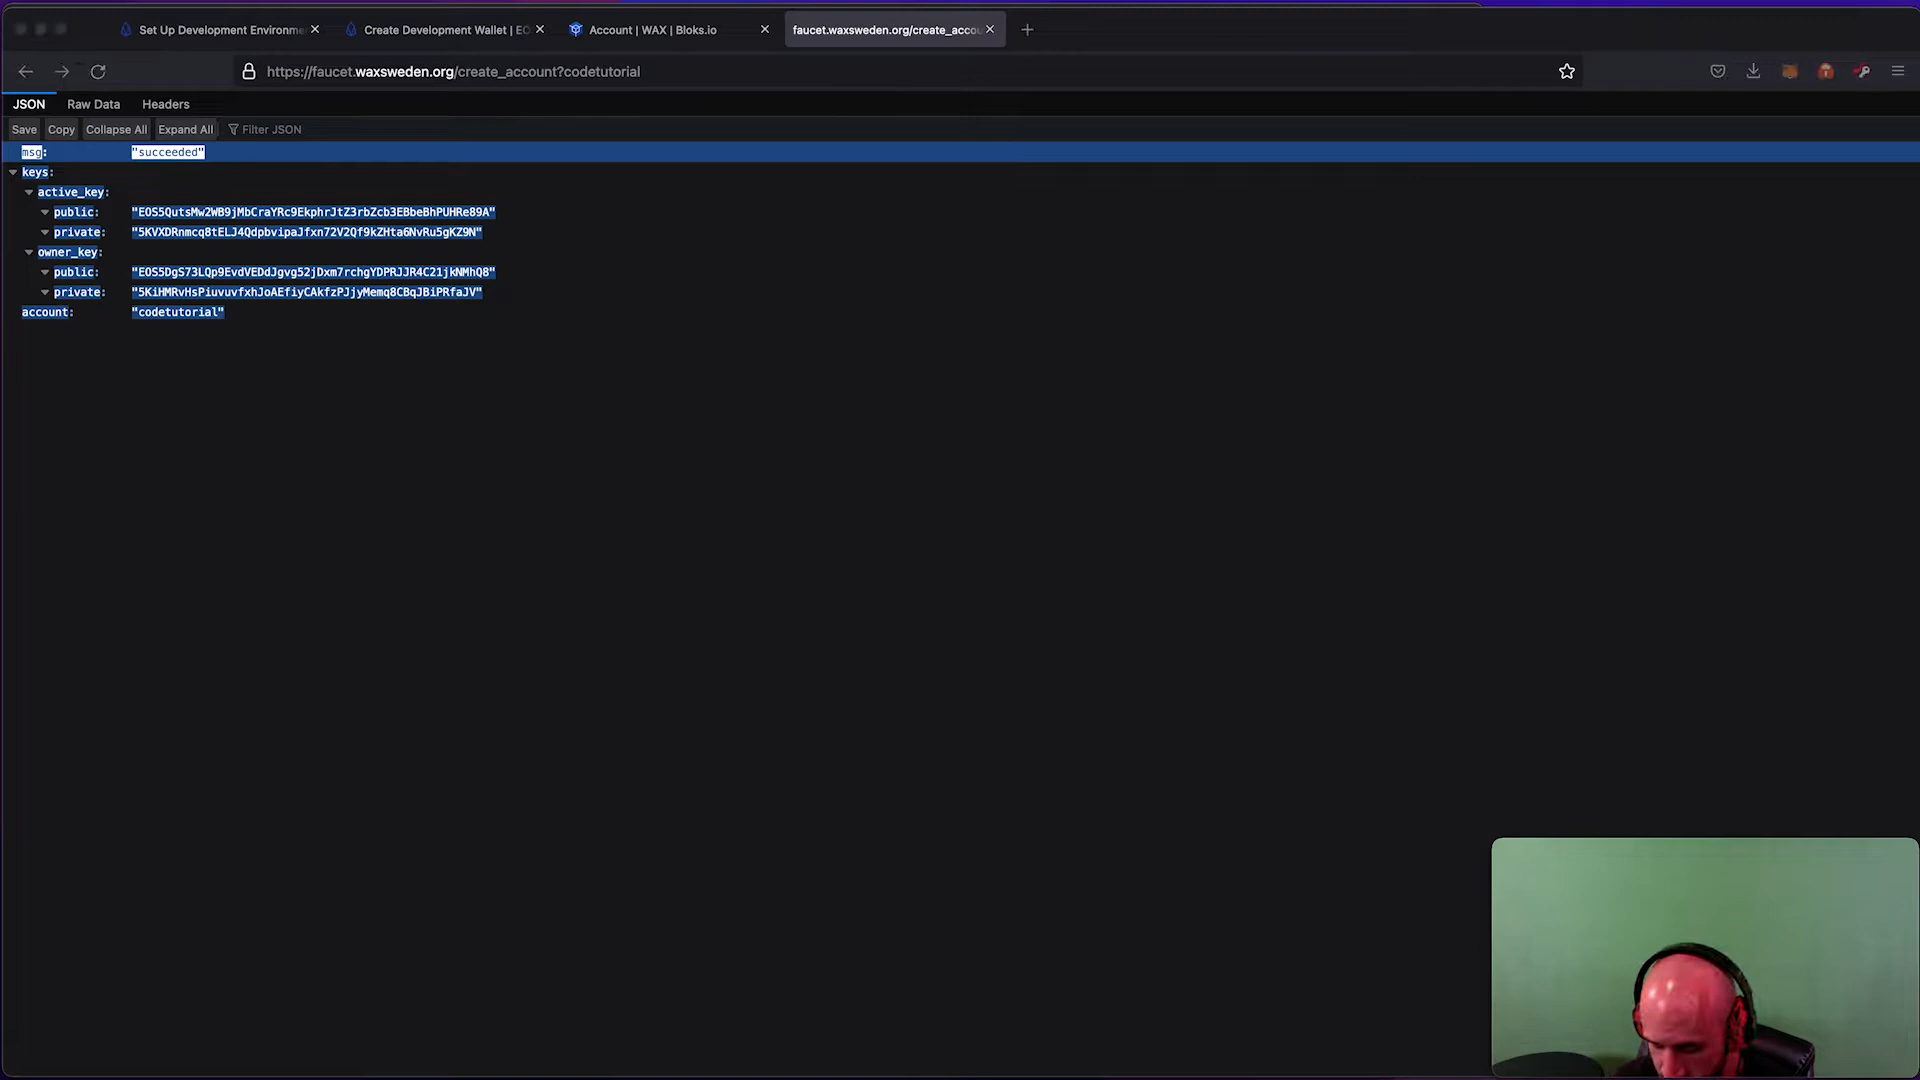 Set Up Development Environme
Create Development Wallet | EO
Account | WAX | Bloks.io
faucet.waxsweden.org/create_accou
https://faucet.waxsweden.org/create_account?codetutorial
JSON Raw Data Headers
Save Copy Collapse All Expand All Filter JSON
msg: "succeeded"
keys:
active_key:
public: "EOS5QutsMw2WB9jMbCraYRc9EkphrJtZ3rbZcb3EBbeBhPUHRe89A"
private: "5KVXDRnmcq8tELJ4QdpbvipaJfxn72V2Qf9kZHta6NvRu5gKZ9N"
owner_key:
public: "EOS5DgS73LQp9EvdVEDdJgvg52jDxm7rchgYDPRJJR4C21jkNMhQ8"
private: "5KiHMRvHsPiuvuvfxhJoAEfiyCAkfzPJjyMemq8CBqJBiPRfaJV"
account: "codetutorial"